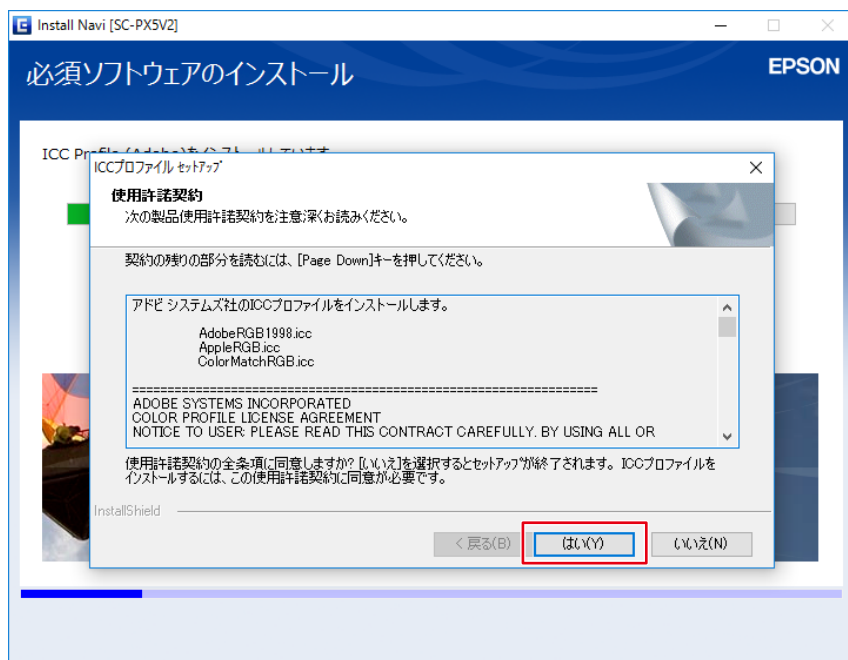 Install Navi [SC-PX5V2]
必須ソフトウェアのインストール
EPSON
ICC Pr
ICCプロファイル セットアップ
使用許諾契約
次の製品使用許諾契約を注意深くお読みください。
契約の残りの部分を読むには、[Page Down]キーを押してください。
アドビ システムズ社のICCプロファイルをインストールします。
AdobeRGB1998.icc
AppleRGB.icc
ColorMatchRGB.icc
==================================================================
ADOBE SYSTEMS INCORPORATED
COLOR PROFILE LICENSE AGREEMENT
NOTICE TO USER: PLEASE READ THIS CONTRACT CAREFULLY. BY USING ALL OR
使用許諾契約の全条項に同意しますか? [いいえ]を選択するとセットアップが終了されます。 ICCプロファイルを
インストールするには、この使用許諾契約に同意が必要です。
InstallShield
< 戻る(B)
はい(Y)
いいえ(N)